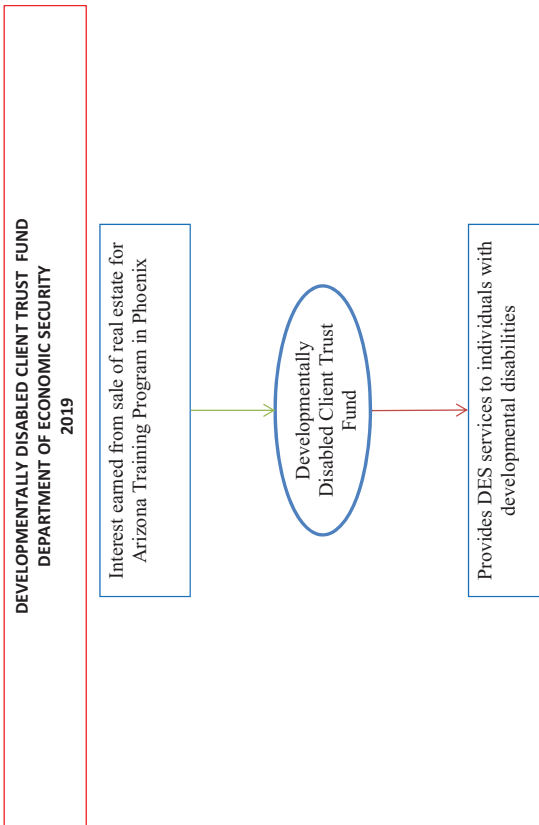 DEVELOPMENTALLY DISABLED CLIENT TRUST FUND
DEPARTMENT OF ECONOMIC SECURITY
2019
Interest earned from sale of real estate for
Arizona Training Program in Phoenix
Developmentally
Disabled Client Trust
Fund
Provides DES services to individuals with
developmental disabilities